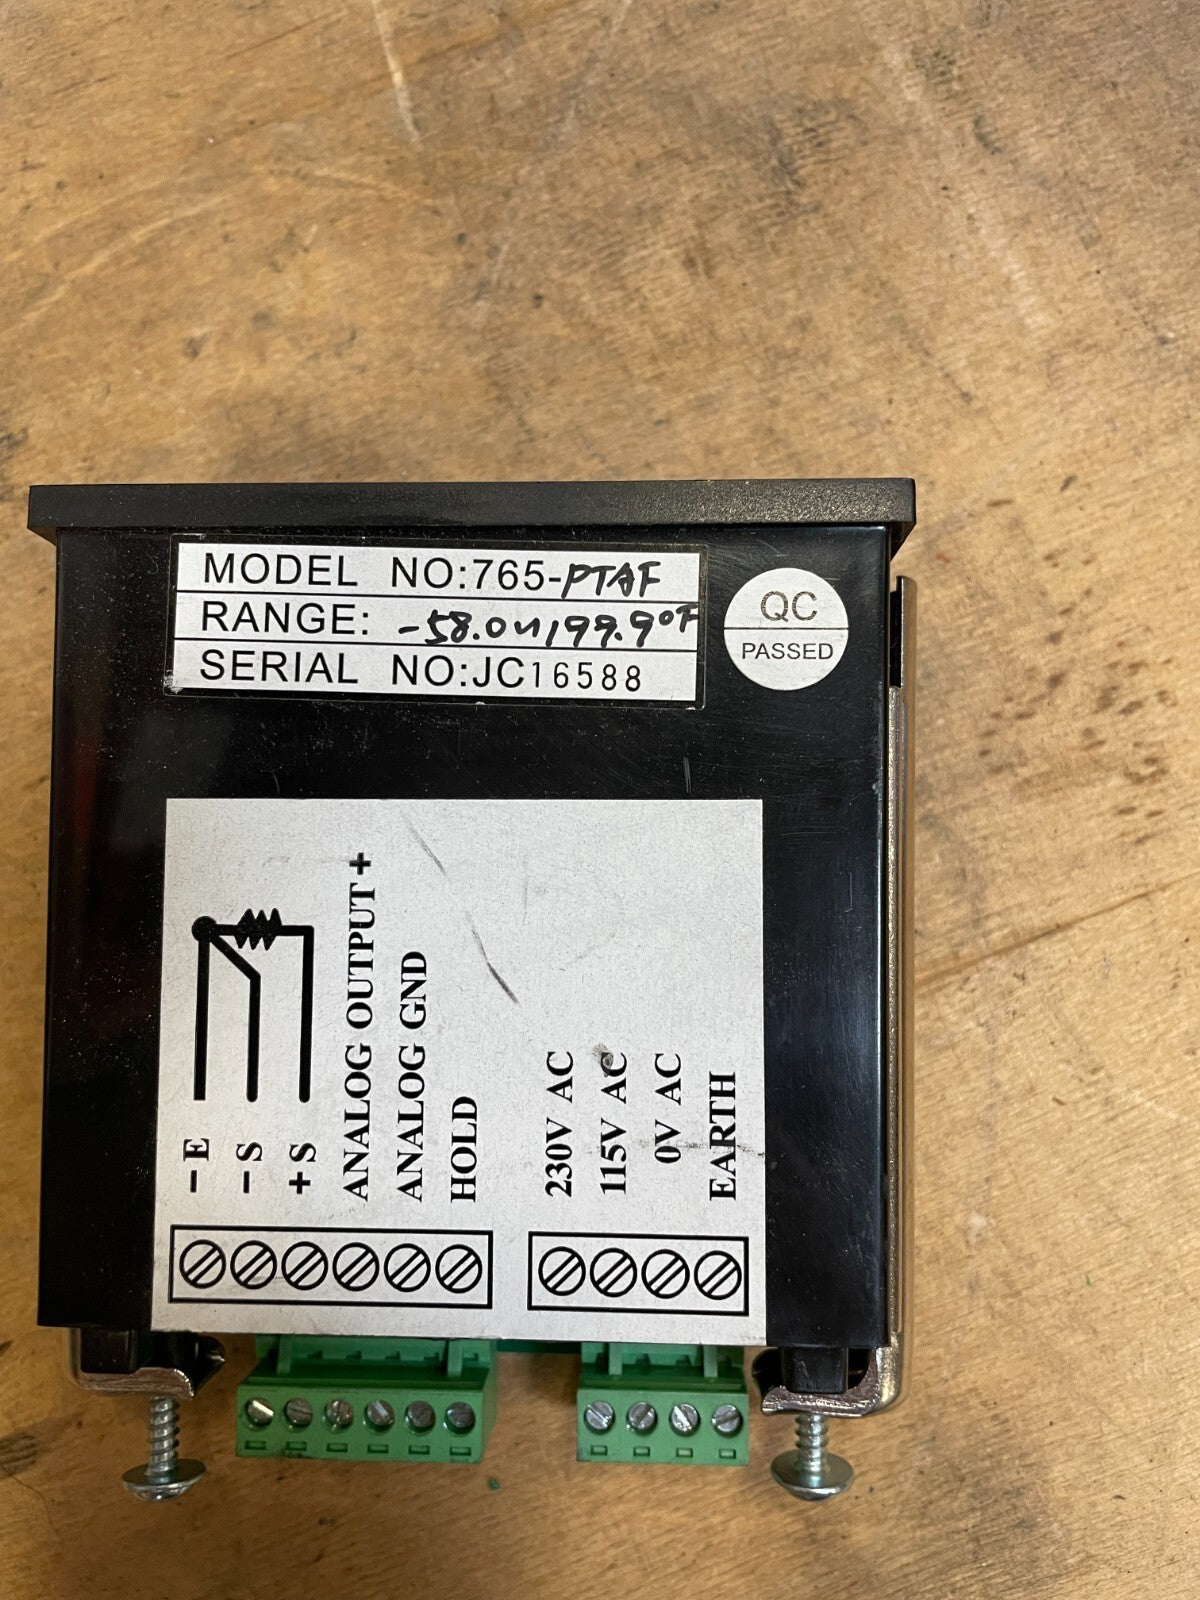 MODEL NO:765-PTAF
RANGE: -58.0~199.9°F
SERIAL NO:JC16588
QC
PASSED
-E
-S
+S
ANALOG OUTPUT+
ANALOG GND
HOLD
230V AC
115V AC
0V AC
EARTH